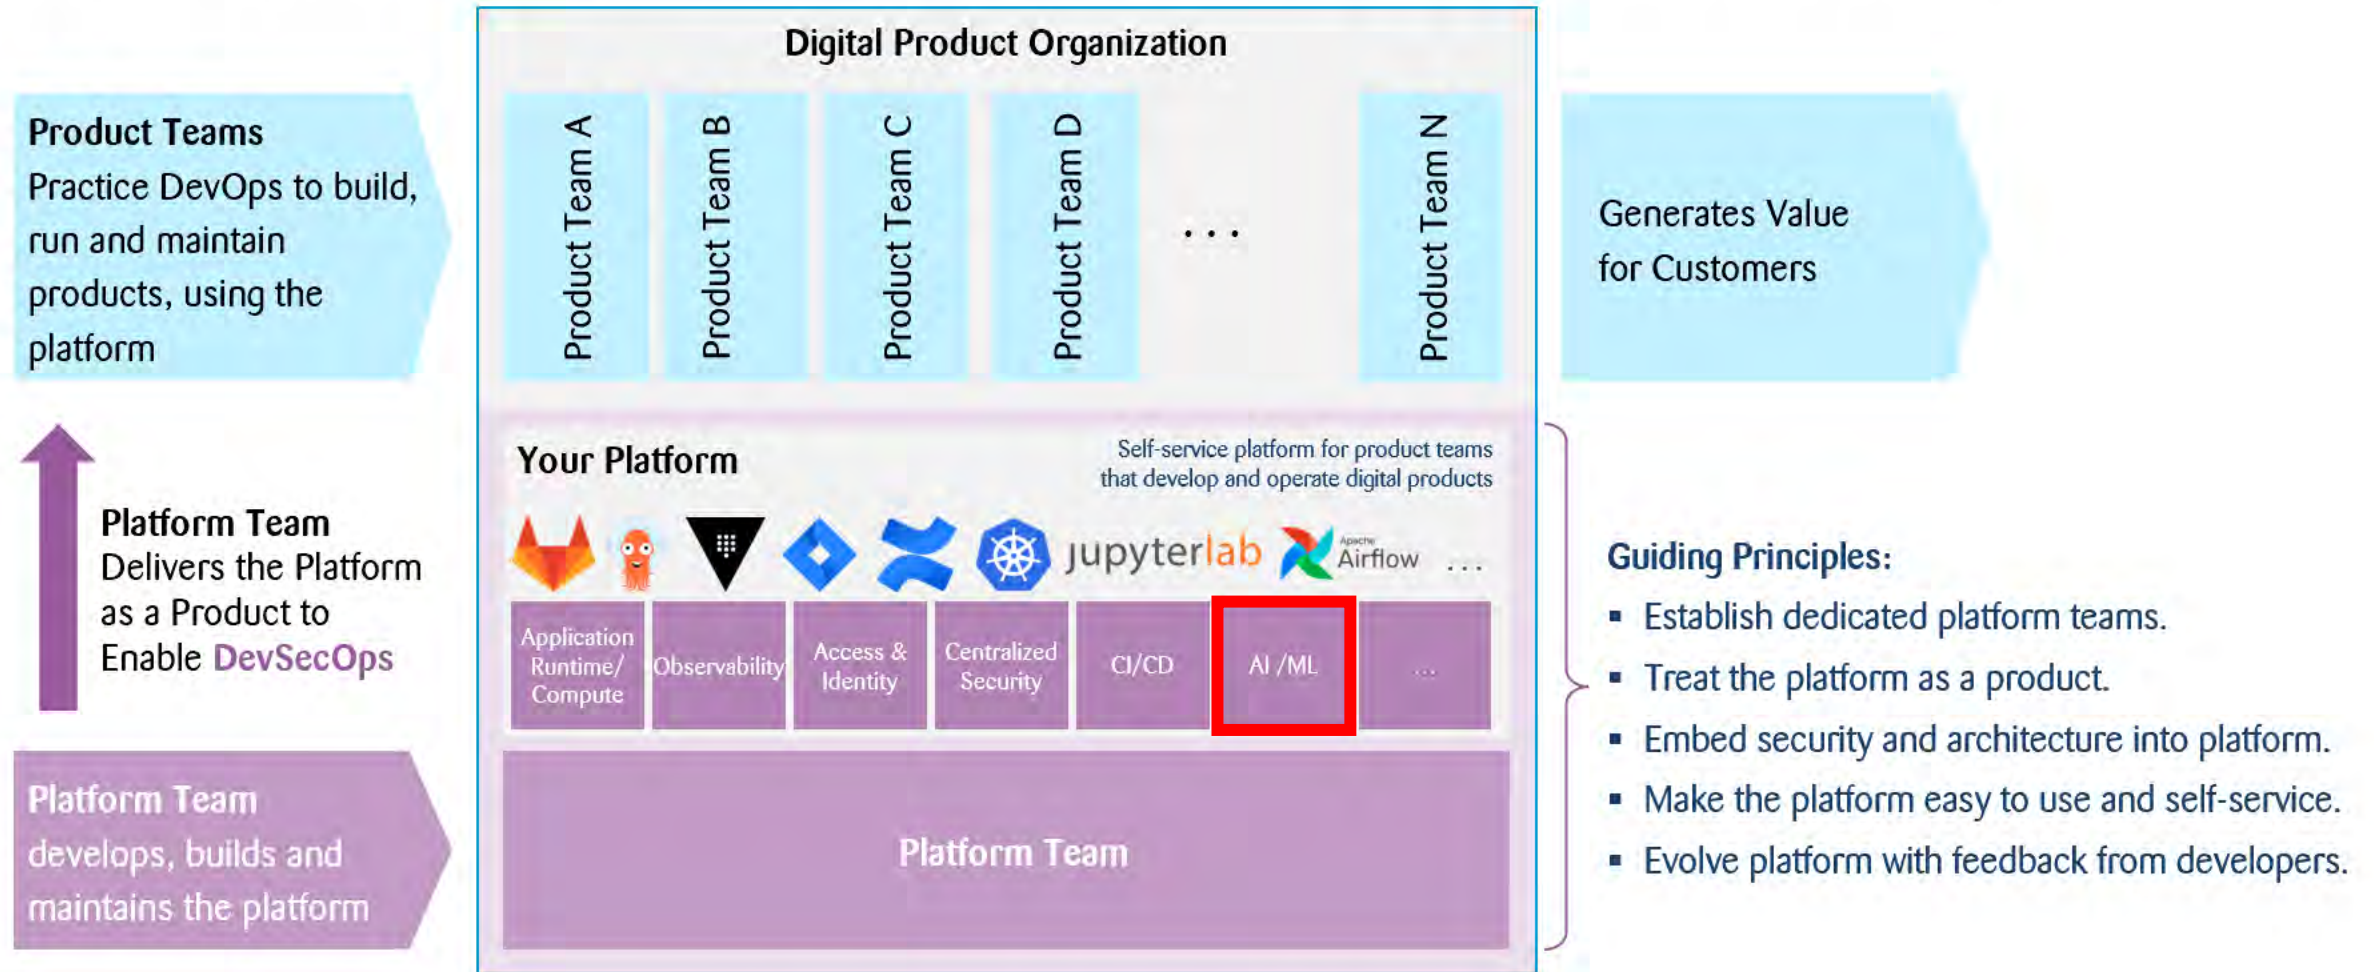 Digital Product Organization
Product Teams
Practice DevOps to build,
run and maintain
products, using the
platform
Product Team A
Product Team B
Product Team C
Product Team D
...
Product Team N
Generates Value
for Customers
Platform Team
Delivers the Platform
as a Product to
Enable DevSecOps
Your Platform
Self-service platform for product teams
that develop and operate digital products
jupyterlab
Apache
Airflow
...
Application
Runtime/
Compute
Observability
Access &
Identity
Centralized
Security
CI/CD
AI /ML
...
Guiding Principles:
▪ Establish dedicated platform teams.
▪ Treat the platform as a product.
▪ Embed security and architecture into platform.
▪ Make the platform easy to use and self-service.
▪ Evolve platform with feedback from developers.
Platform Team
develops, builds and
maintains the platform
Platform Team